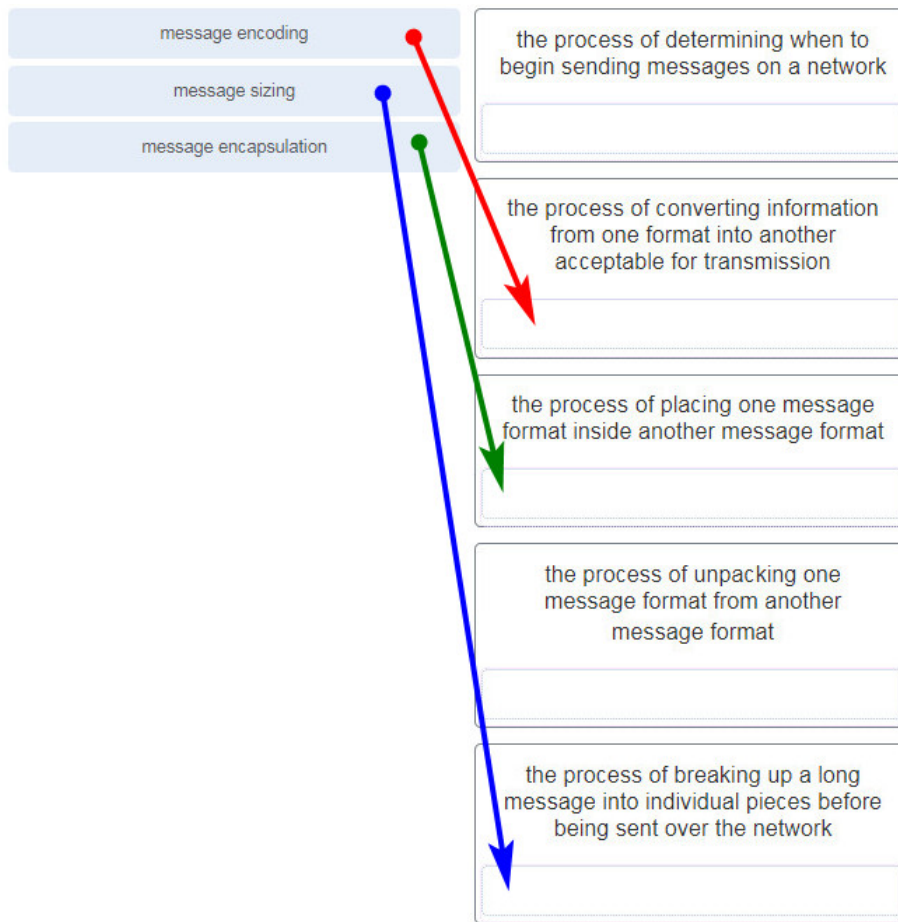 message encoding
message sizing
message encapsulation
the process of determining when to
begin sending messages on a network
the process of converting information
from one format into another
acceptable for transmission
the process of placing one message
format inside another message format
the process of unpacking one
message format from another
message format
the process of breaking up a long
message into individual pieces before
being sent over the network